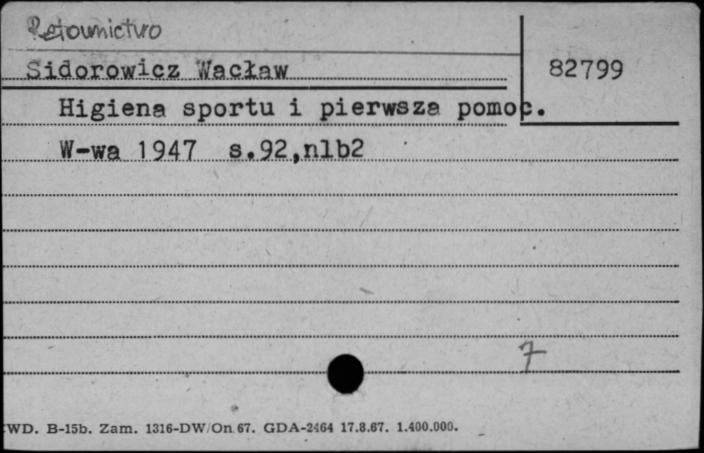 Ratownictwo
Sidorowicz Wacław
82799
Higiena sportu i pierwsza pomoc.
W-wa 1947 s.92,nlb2
7
WD. B-15b. Zam. 1316-DW/On 67. GDA-2464 17.8.67. 1.400.000.